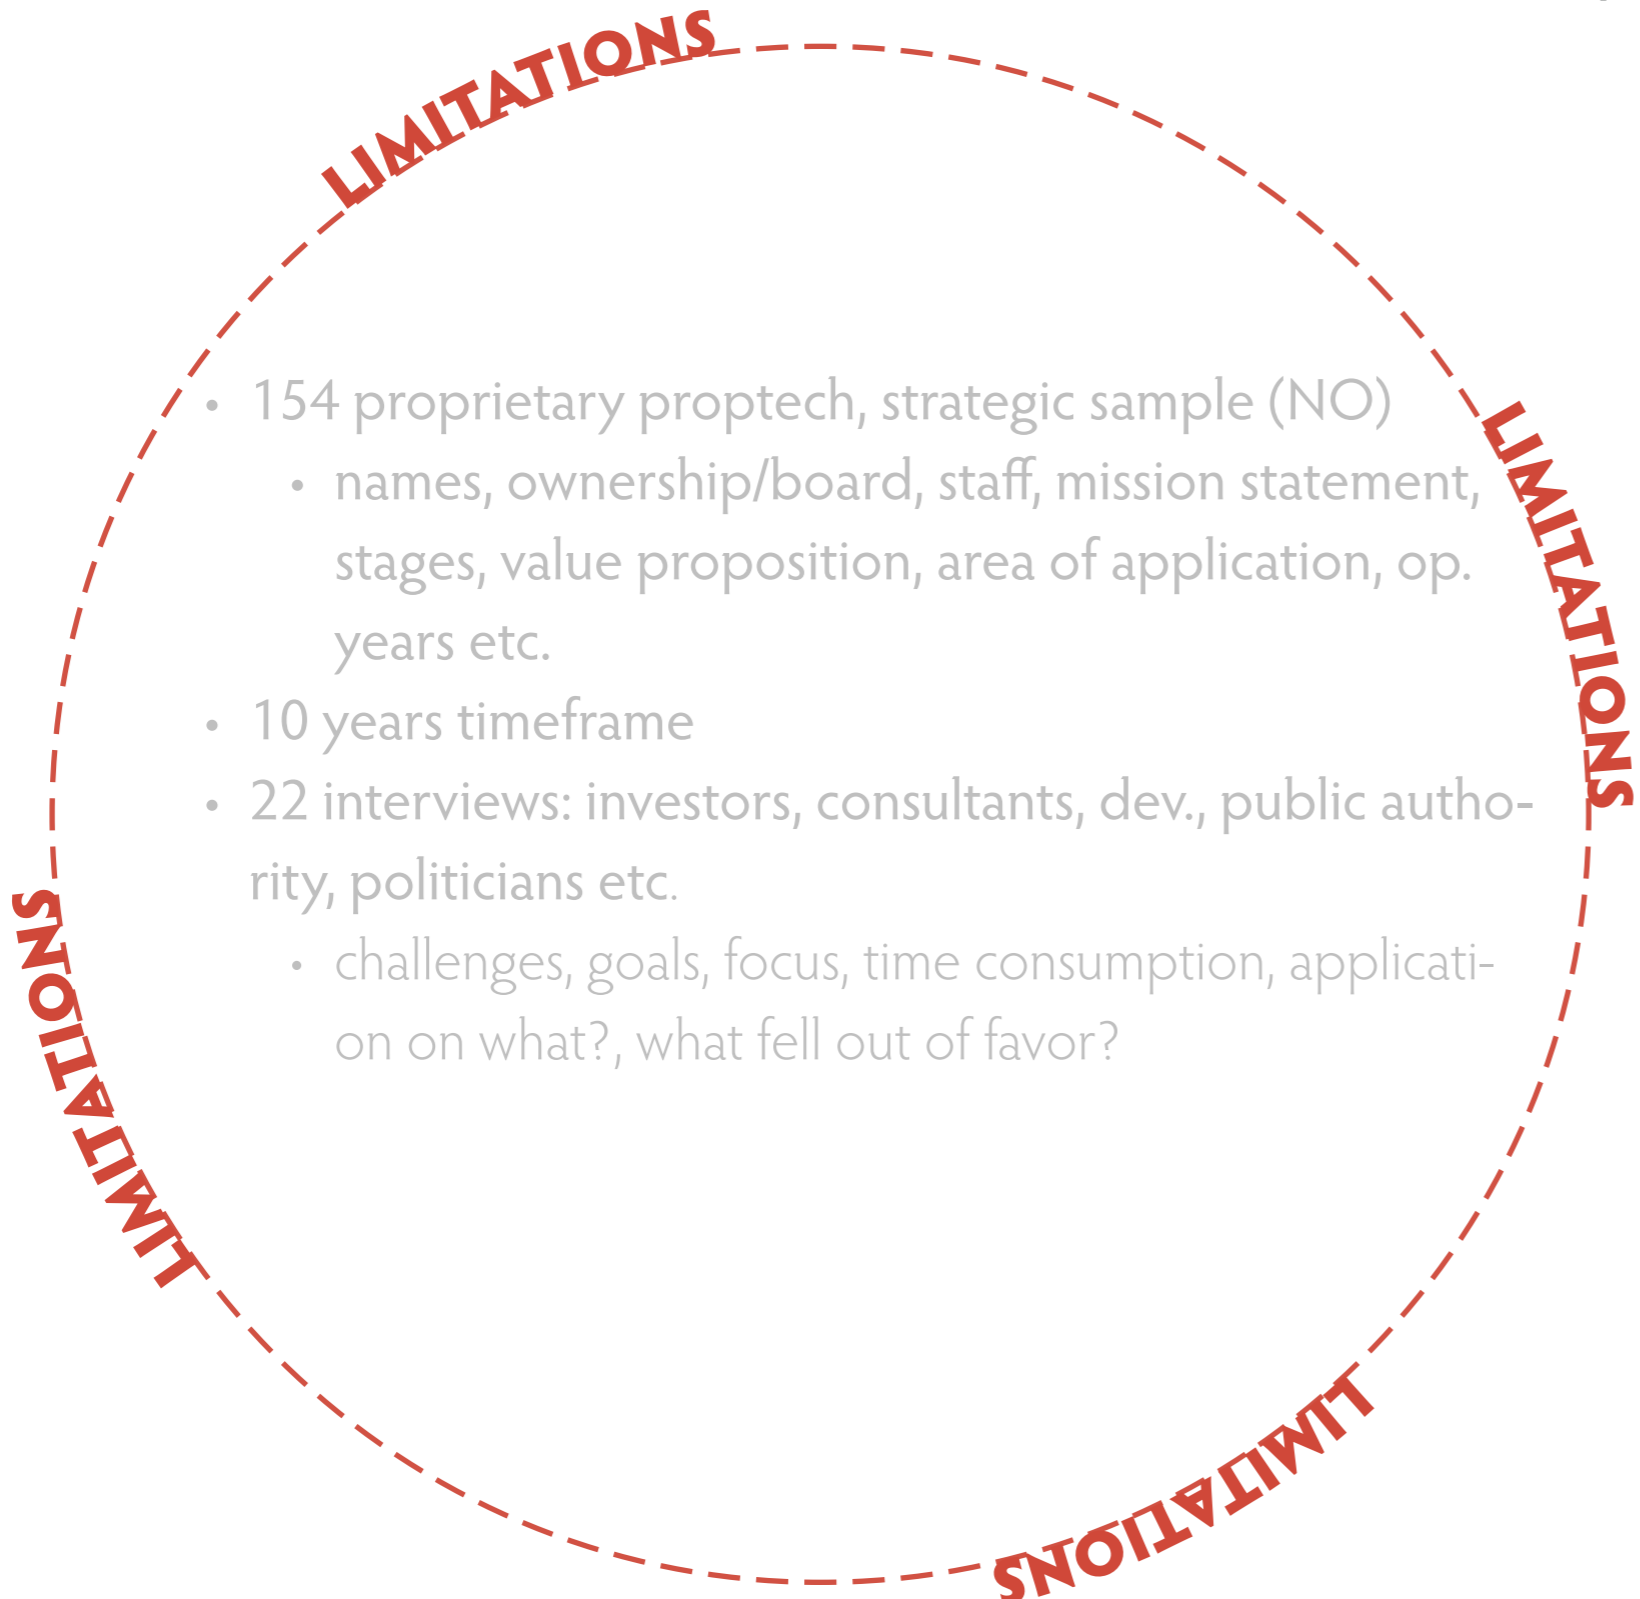 LIMITATIONS
• 154 proprietary proptech, strategic sample (NO)
LIMITATIONS
• names, ownership/board, staff, mission statement,
stages, value proposition, area of application, op.
years etc.
• 10 years timeframe
• 22 interviews: investors, consultants, dev., public autho-
rity, politicians etc.
LIMITATIONS
• challenges, goals, focus, time consumption, applicati-
on on what?, what fell out of favor?
LIMITATIONS